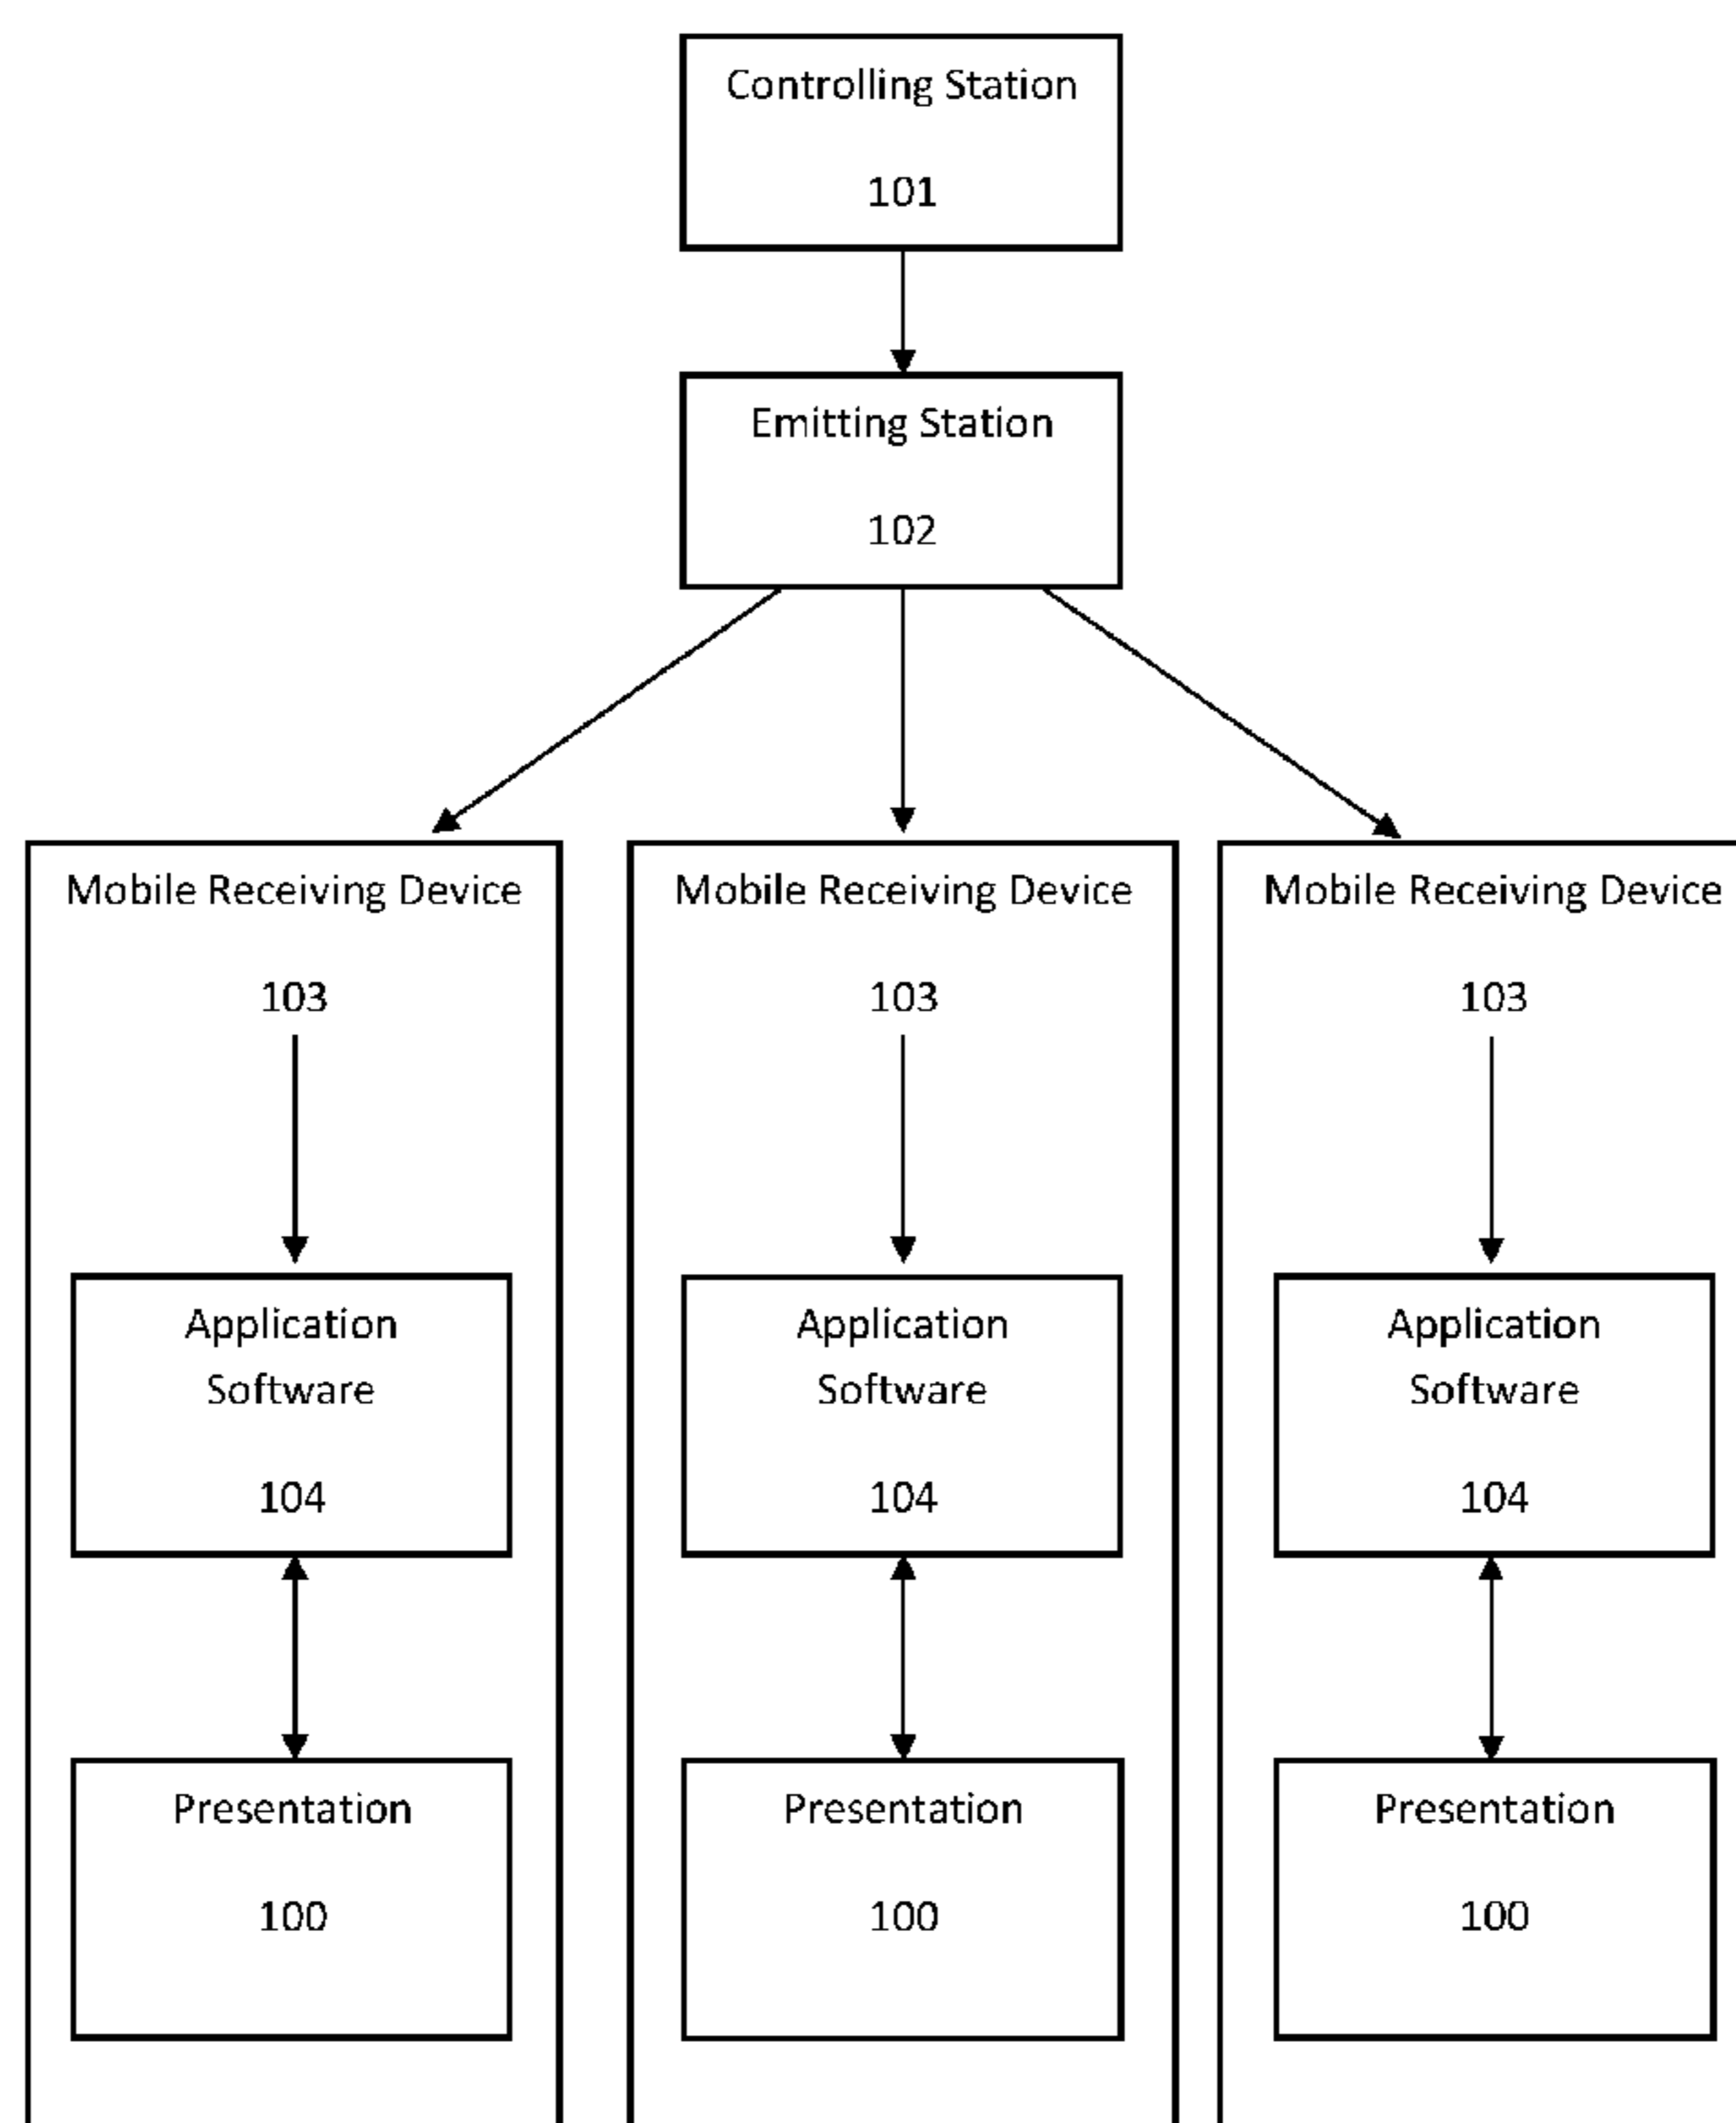 Controlling Station
101
Emitting Station
102
Mobile Receiving Device
103
Application
Software
104
Presentation
100
Mobile Receiving Device
103
Application
Software
104
Presentation
100
Mobile Receiving Device
103
Application
Software
104
Presentation
100